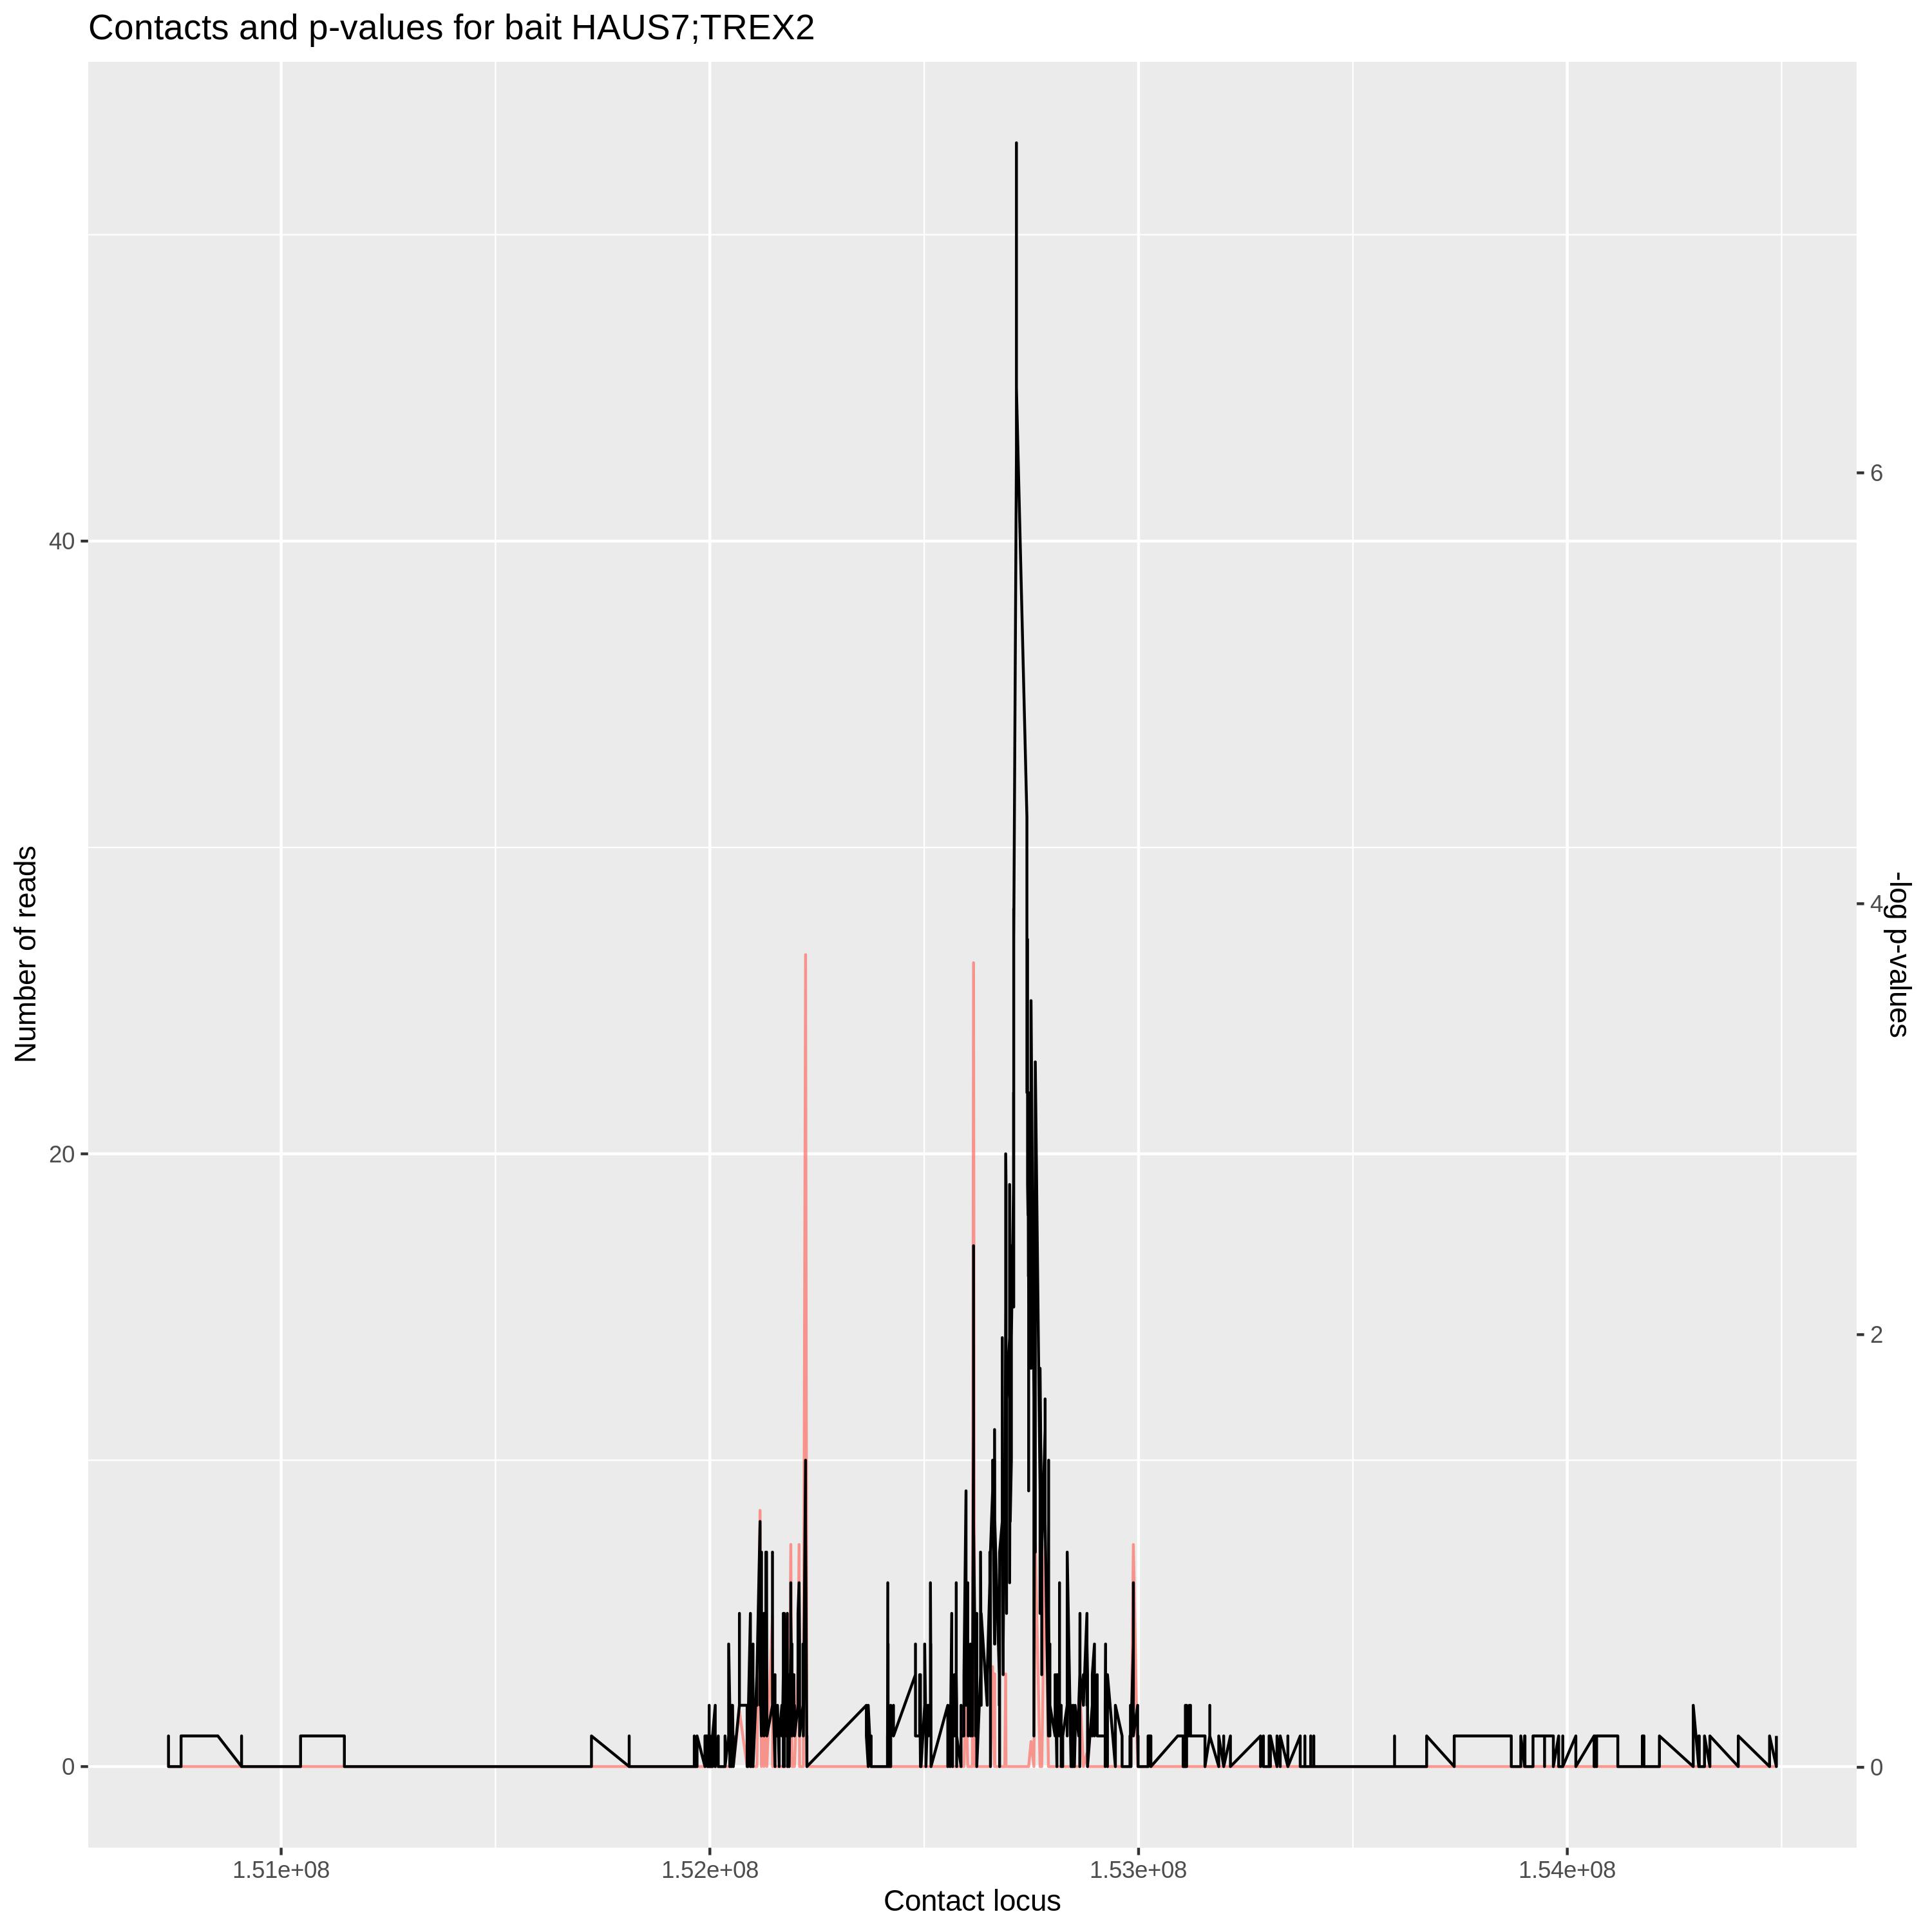 Contacts and p-values for bait HAUS7;TREX2
Number of reads
40
20
0
6
4
2
0
-log p-values
1.51e+08
1.52e+08
1.53e+08
1.54e+08
Contact locus